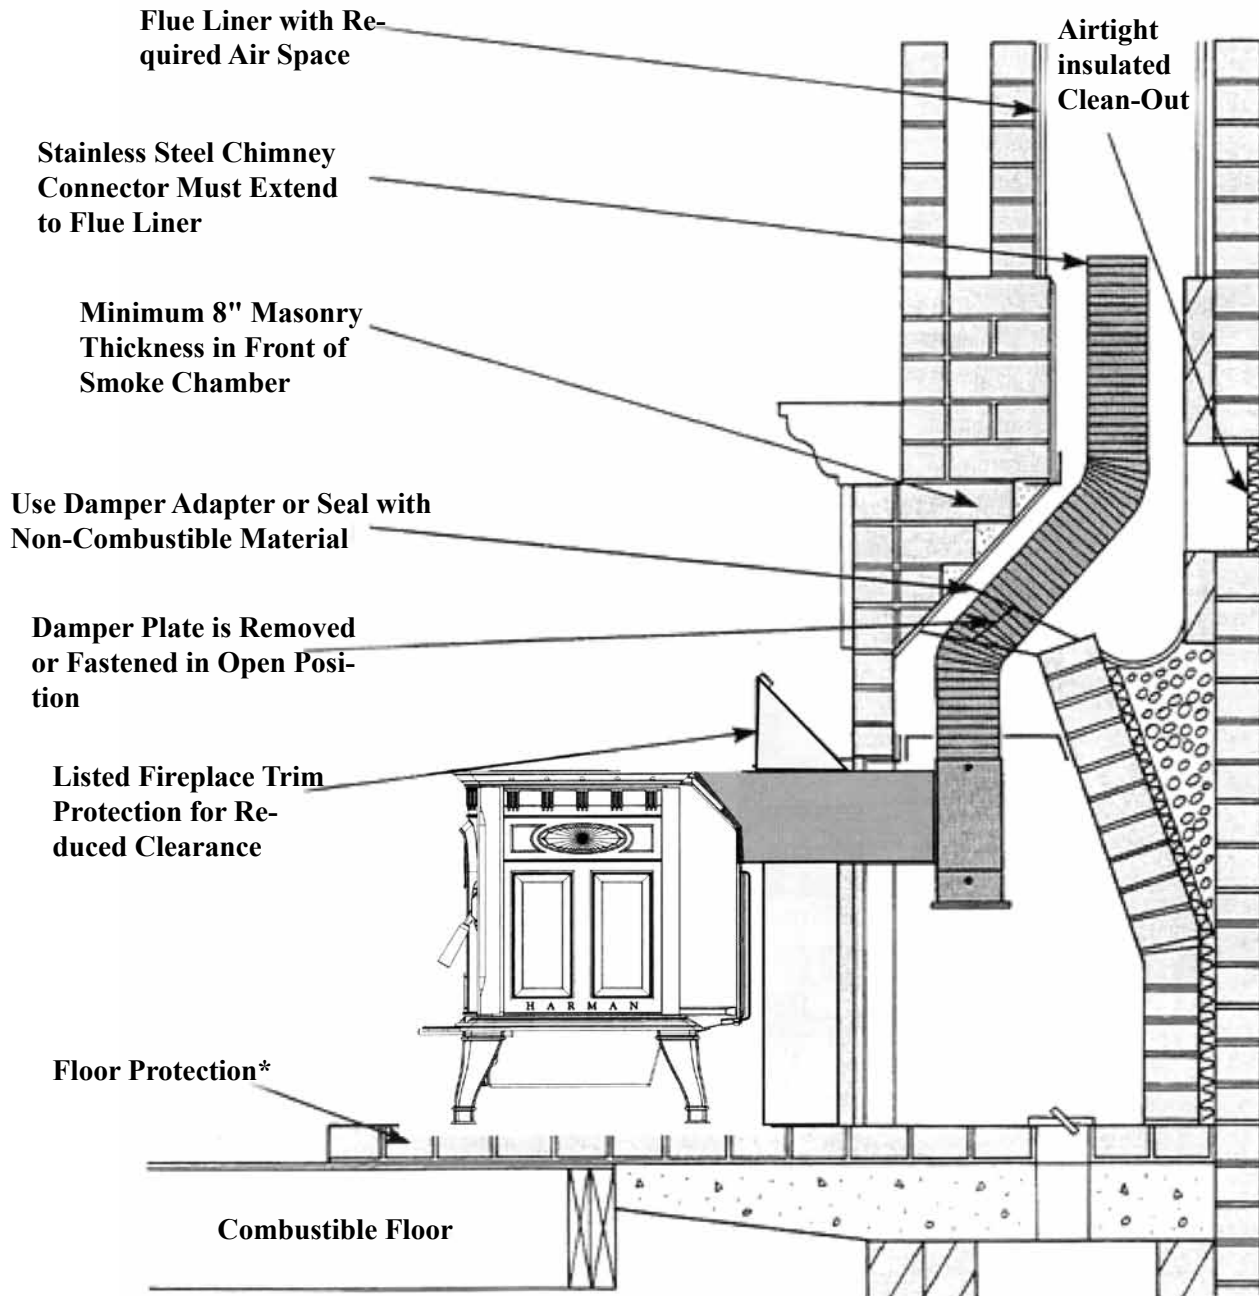 Flue Liner with Re-
quired Air Space
Airtight
insulated
Clean-Out
Stainless Steel Chimney
Connector Must Extend
to Flue Liner
Minimum 8" Masonry
Thickness in Front of
Smoke Chamber
Use Damper Adapter or Seal with
Non-Combustible Material
Damper Plate is Removed
or Fastened in Open Posi-
tion
Listed Fireplace Trim
Protection for Re-
duced Clearance
HARMAN
Floor Protection*
Combustible Floor